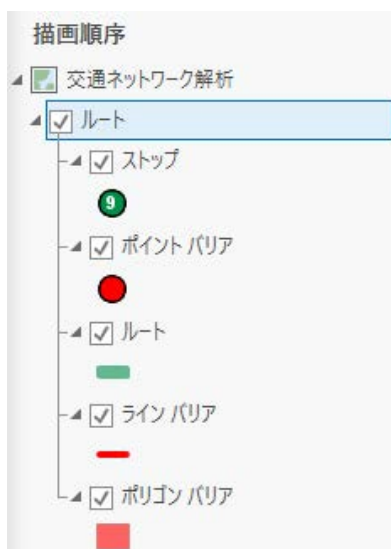 描画順序
交通ネットワーク解析
ルート
ストップ
9
ポイント バリア
ルート
ライン バリア
ポリゴン バリア